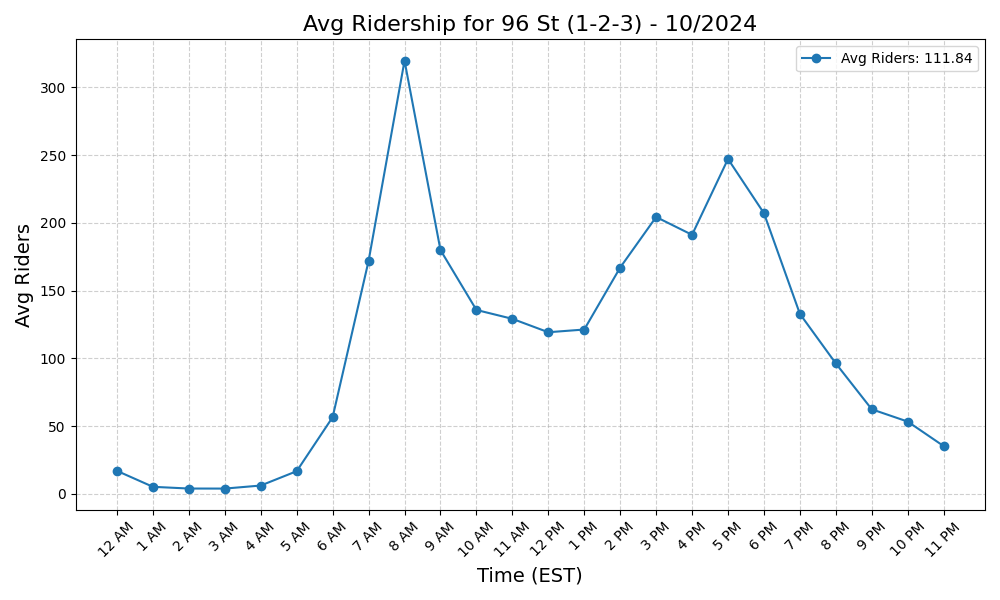 Avg Ridership for 96 St (1-2-3) - 10/2024
Avg Riders: 111.84
Avg Riders
300
250
200
150
100
50
0
12 AM 1 AM 2 AM 3 AM 4 AM 5 AM 6 AM 7 AM 8 AM 9 AM 10 AM 11 AM 12 PM 1 PM 2 PM 3 PM 4 PM 5 PM 6 PM 7 PM 8 PM 9 PM 10 PM 11 PM
Time (EST)